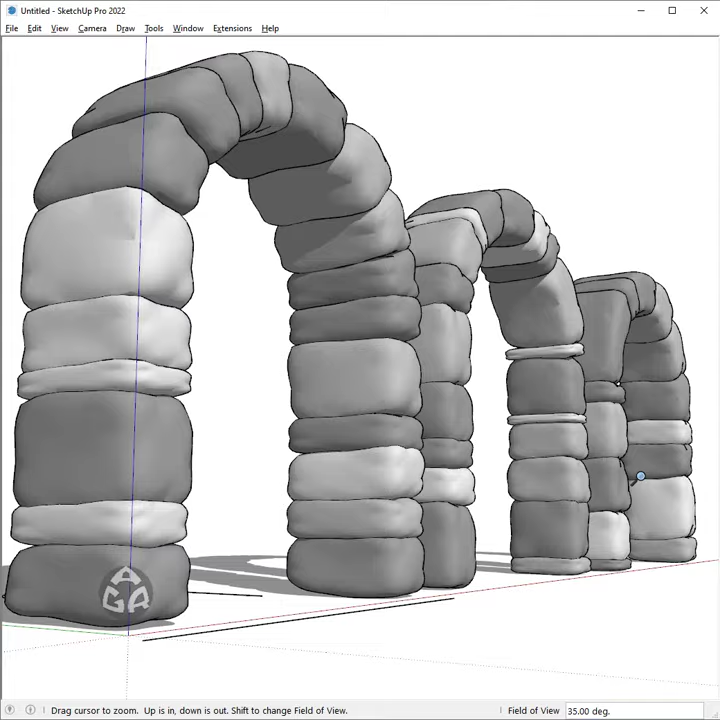 Untitled - SketchUp Pro 2022
File Edit View Camera Draw Tools Window Extensions Help
AGA
Drag cursor to zoom. Up is in, down is out. Shift to change Field of View. Field of View 35.00 deg.